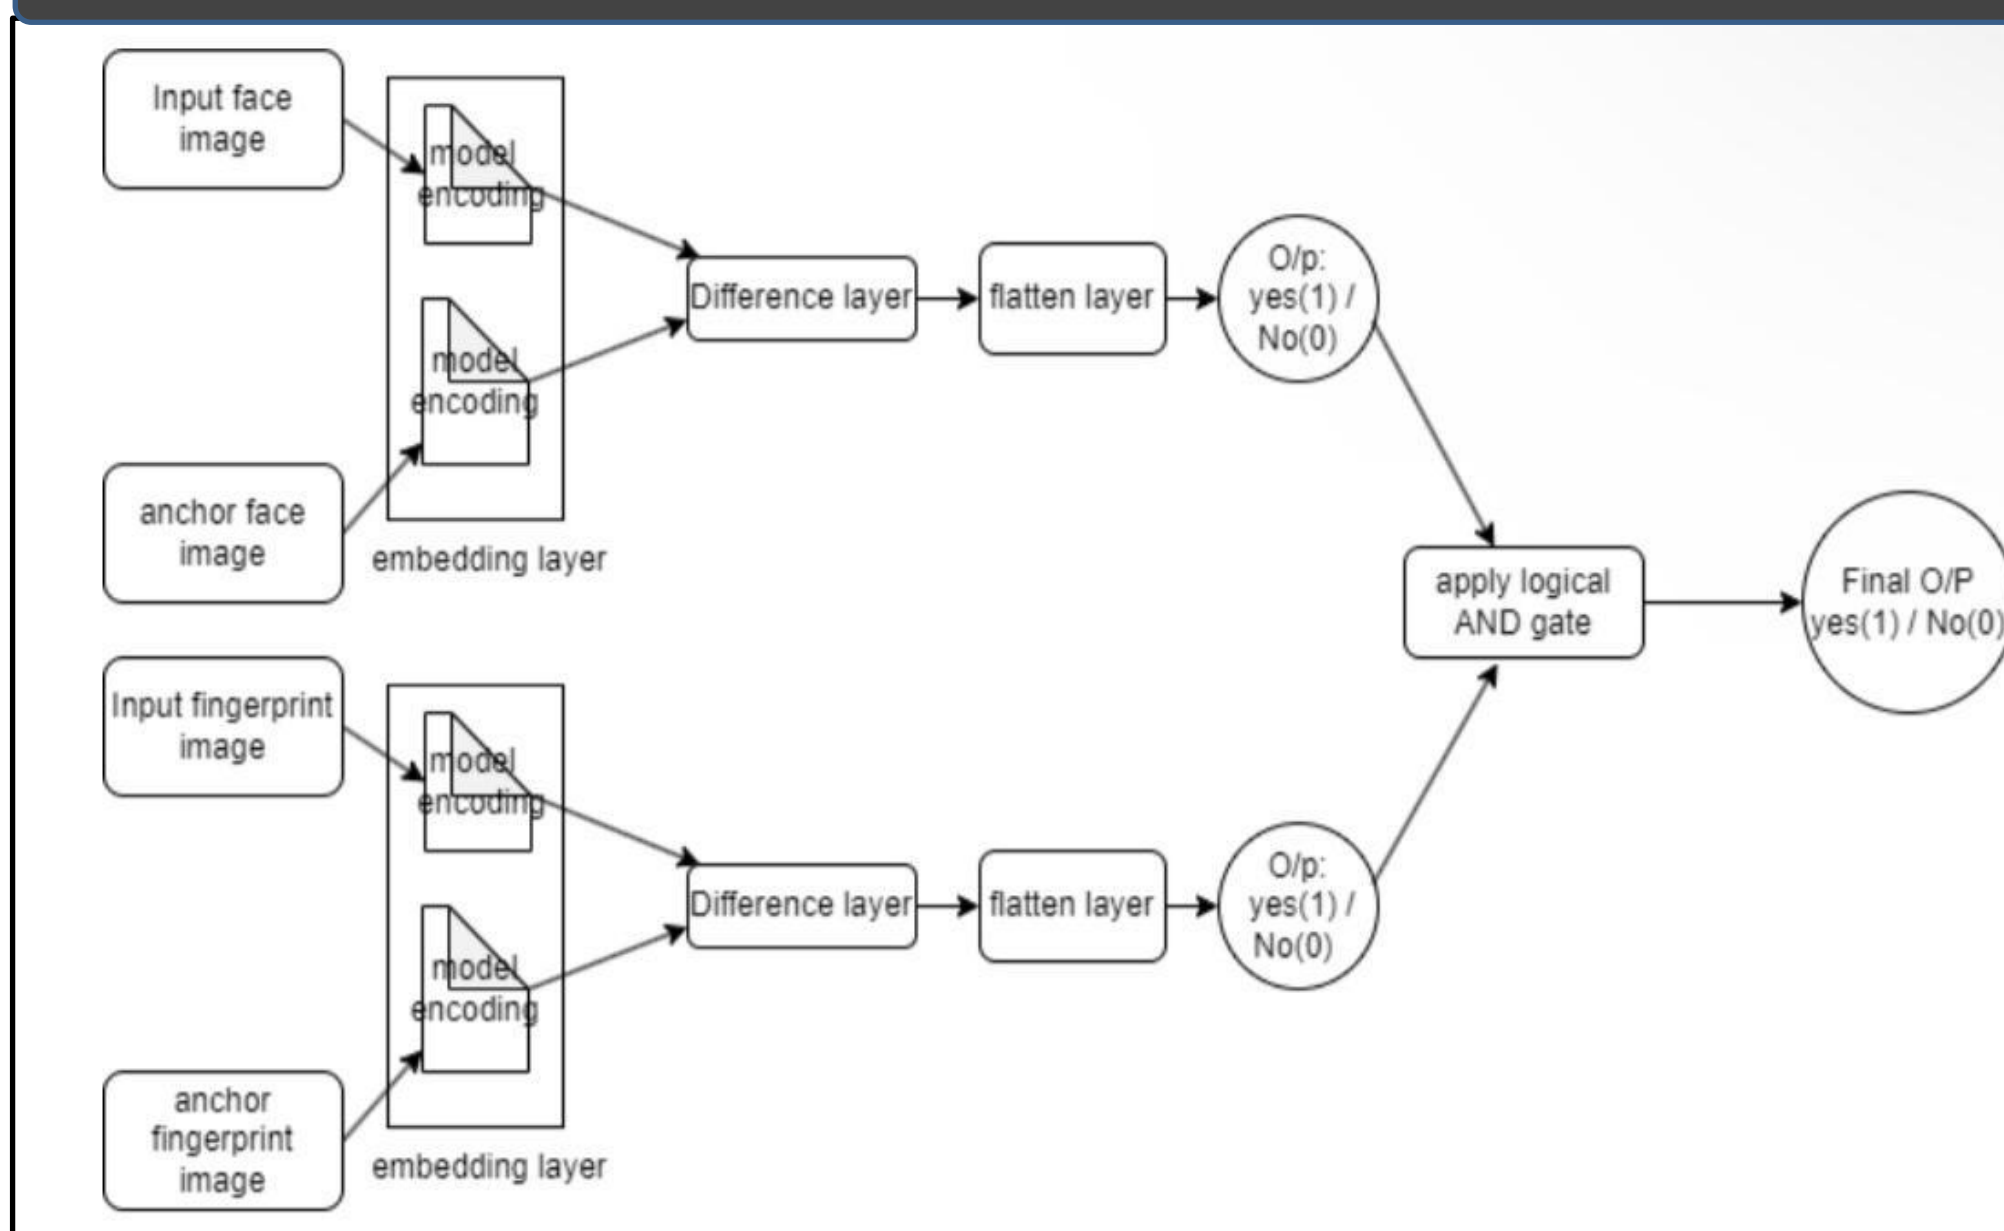 Input face
image
model
encoding
model
encoding
anchor face
image
embedding layer
Difference layer
flatten layer
O/p:
yes(1) /
No(0)
Input fingerprint
image
model
encoding
model
encoding
anchor
fingerprint
image
embedding layer
Difference layer
flatten layer
O/p:
yes(1) /
No(0)
apply logical
AND gate
Final O/P
yes(1) / No(0)